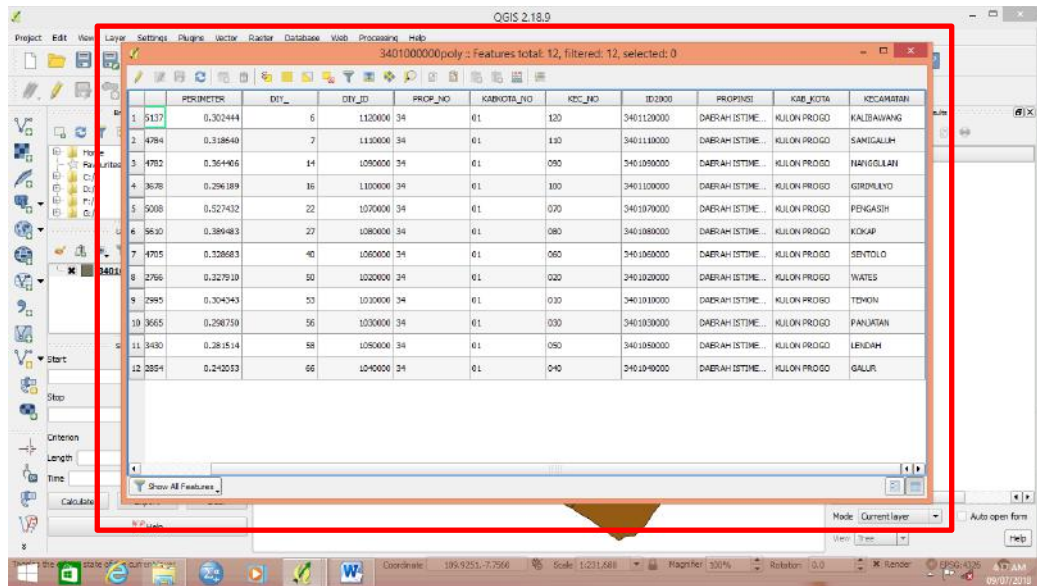 QGIS 2.18.9
Project Edit View Layer Settings Plugins Vector Raster Database Web Processing Help
3401000000poly :: Features total: 12, filtered: 12, selected: 0
PERIMETER DIY_ DIY_ID PROP_NO KABKOTA_NO KEC_NO ID2000 PROPINSI KAB_KOTA KECAMATAN
1 5137 0.302444 6 1120000 34 01 120 3401120000 DAERAH ISTIME... KULON PROGO KALIBAWANG
2 4784 0.318640 7 1110000 34 01 110 3401110000 DAERAH ISTIME... KULON PROGO SAMIGALUH
3 4782 0.364406 14 1090000 34 01 090 3401090000 DAERAH ISTIME... KULON PROGO NANGGULAN
4 3678 0.296189 16 1100000 34 01 100 3401100000 DAERAH ISTIME... KULON PROGO GIRIMULYO
5 5008 0.527432 22 1070000 34 01 070 3401070000 DAERAH ISTIME... KULON PROGO PENGASIH
6 5610 0.389483 27 1080000 34 01 080 3401080000 DAERAH ISTIME... KULON PROGO KOKAP
7 4705 0.328683 40 1060000 34 01 060 3401060000 DAERAH ISTIME... KULON PROGO SENTOLO
8 2766 0.327910 50 1020000 34 01 020 3401020000 DAERAH ISTIME... KULON PROGO WATES
9 2995 0.304343 53 1010000 34 01 010 3401010000 DAERAH ISTIME... KULON PROGO TEMON
10 3665 0.298750 56 1030000 34 01 030 3401030000 DAERAH ISTIME... KULON PROGO PANJATAN
11 3430 0.281514 58 1050000 34 01 050 3401050000 DAERAH ISTIME... KULON PROGO LENDAH
12 2854 0.242053 66 1040000 34 01 040 3401040000 DAERAH ISTIME... KULON PROGO GALUR
Home
Favourites
C:/
D:/
F:/
G:/
3401
Start
Stop
Criterion
Length
Time
Calculate
Help
Show All Features
Mode Current layer Auto open form
View Tree Help
Coordinate 109.9251,-7.7566 Scale 1:231,688 Magnifier 100% Rotation 0.0 Render EPSG:4326
AM
09/07/2018